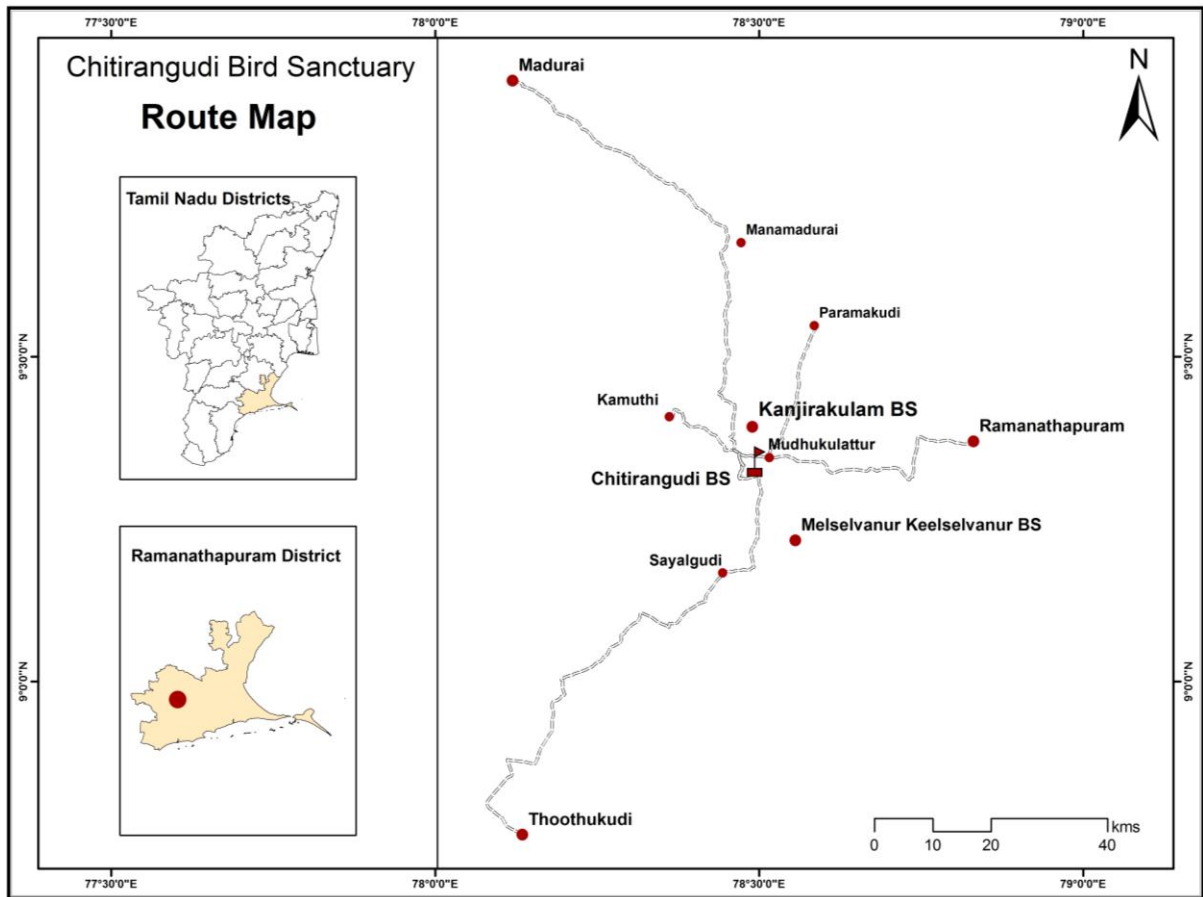 77°30'0"E
78°0'0"E
78°30'0"E
79°0'0"E
Chitirangudi Bird Sanctuary
Route Map
Tamil Nadu Districts
Ramanathapuram District
N
Madurai
Manamadurai
Paramakudi
Kamuthi
Kanjirakulam BS
Ramanathapuram
Mudhukulattur
Chitirangudi BS
Melselvanur Keelselvanur BS
Sayalgudi
Thoothukudi
kms
0 10 20 40
9°30'0"N
9°0'0"N
9°30'0"N
9°0'0"N
77°30'0"E
78°0'0"E
78°30'0"E
79°0'0"E